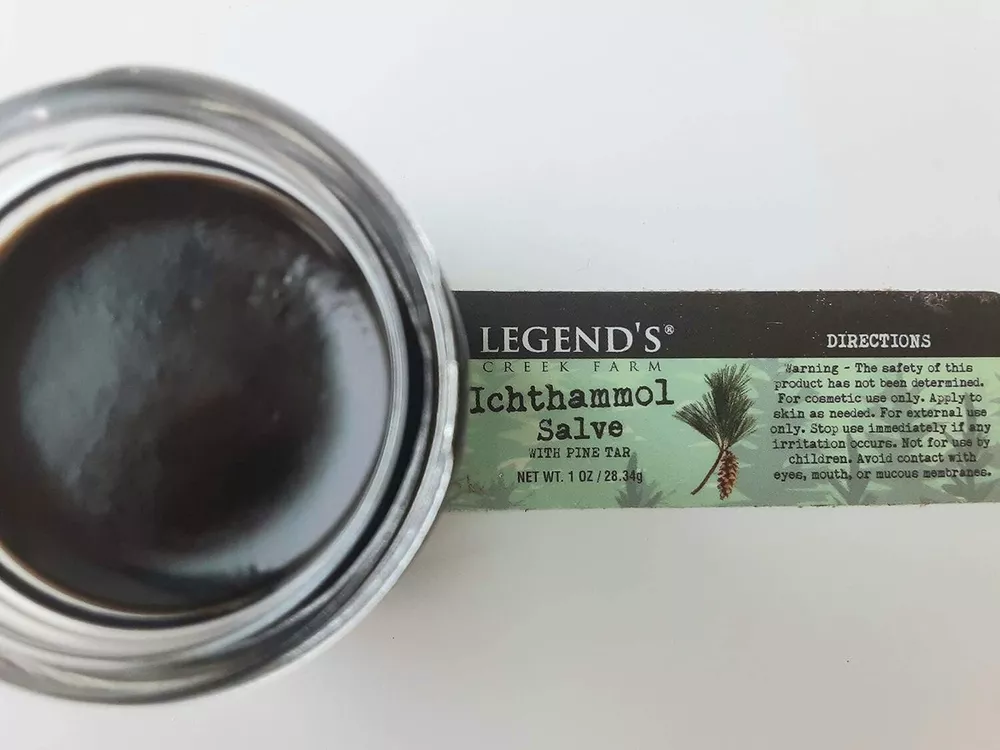 LEGEND'S®
CREEK FARM
Ichthammol
Salve
WITH PINE TAR
NET WT. 1 OZ / 28.34g
DIRECTIONS
Warning - The safety of this
product has not been determined.
For cosmetic use only. Apply to
skin as needed. For external use
only. Stop use immediately if any
irritation occurs. Not for use by
children. Avoid contact with
eyes, mouth, or mucous membranes.